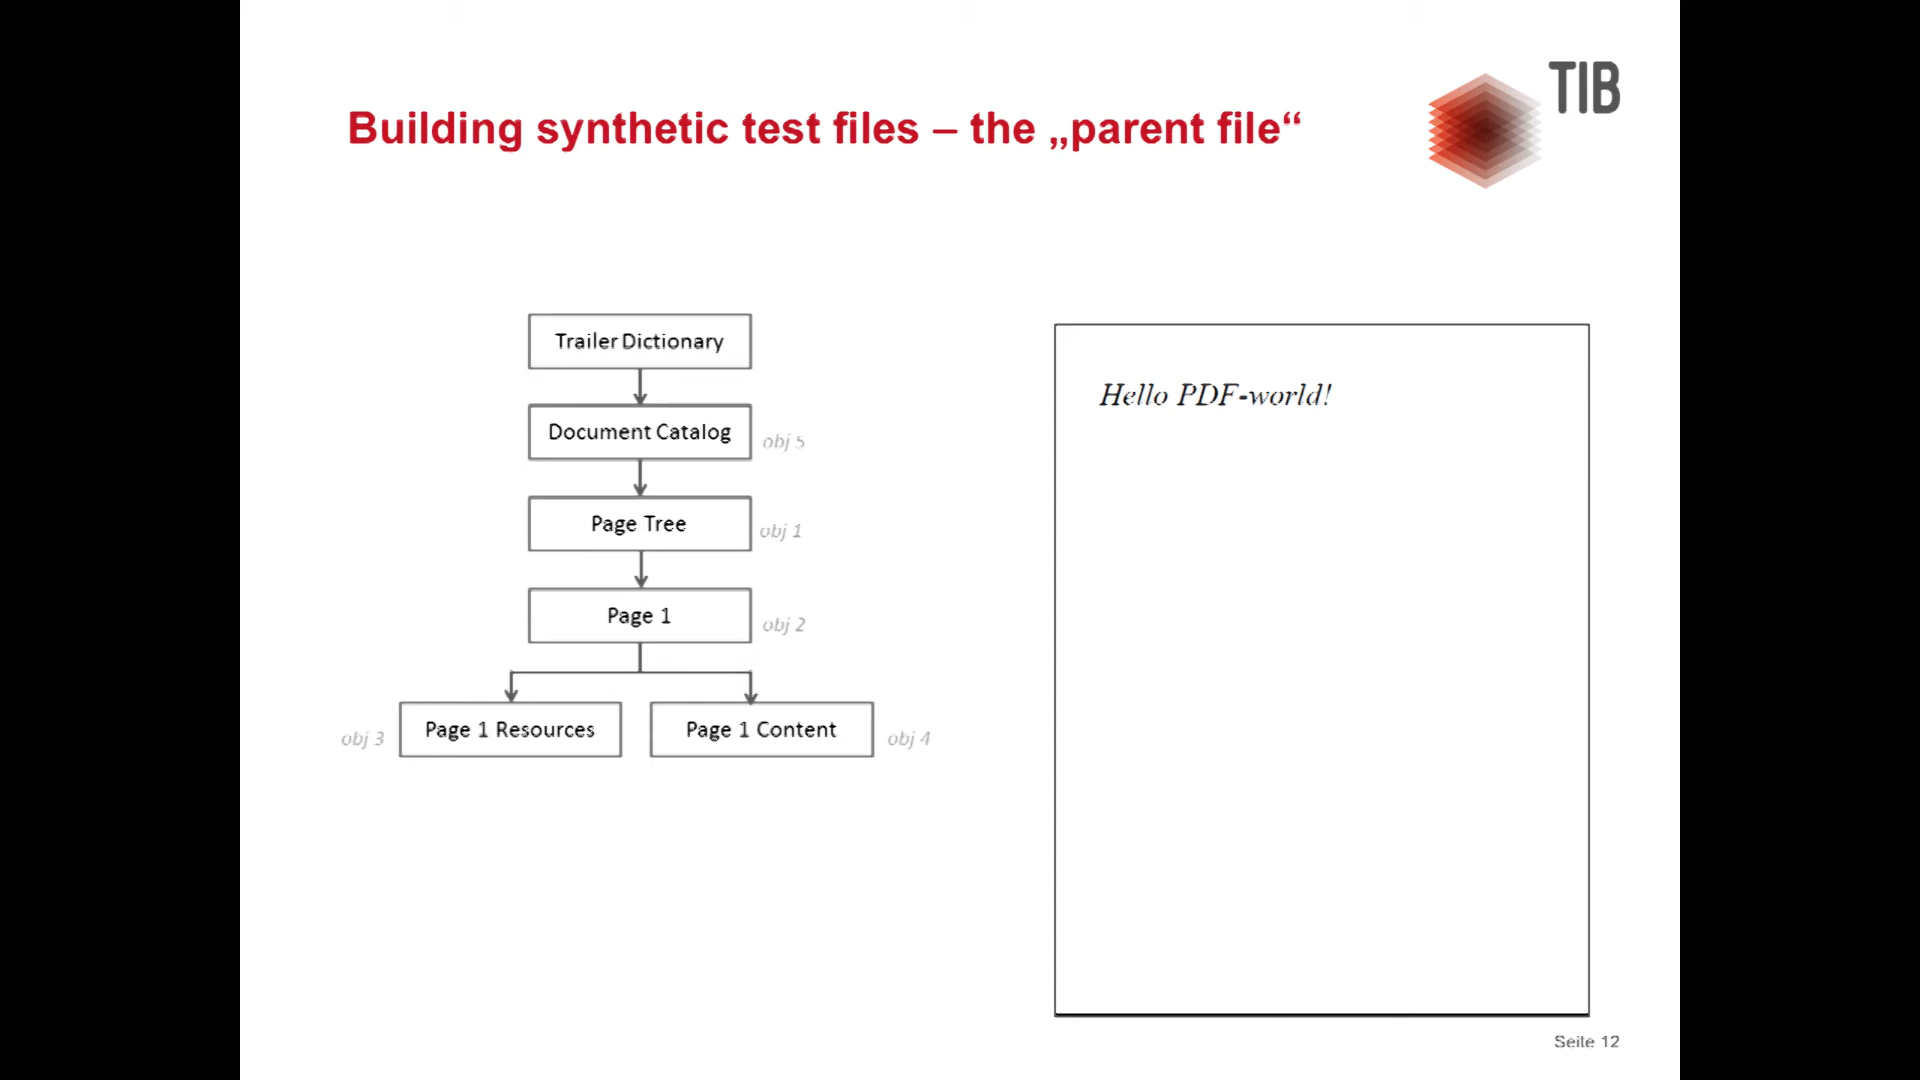 TIB
Building synthetic test files – the „parent file“
Trailer Dictionary
Document Catalog
obj 5
Page Tree
obj 1
Page 1
obj 2
obj 3
Page 1 Resources
Page 1 Content
obj 4
Hello PDF-world!
Seite 12